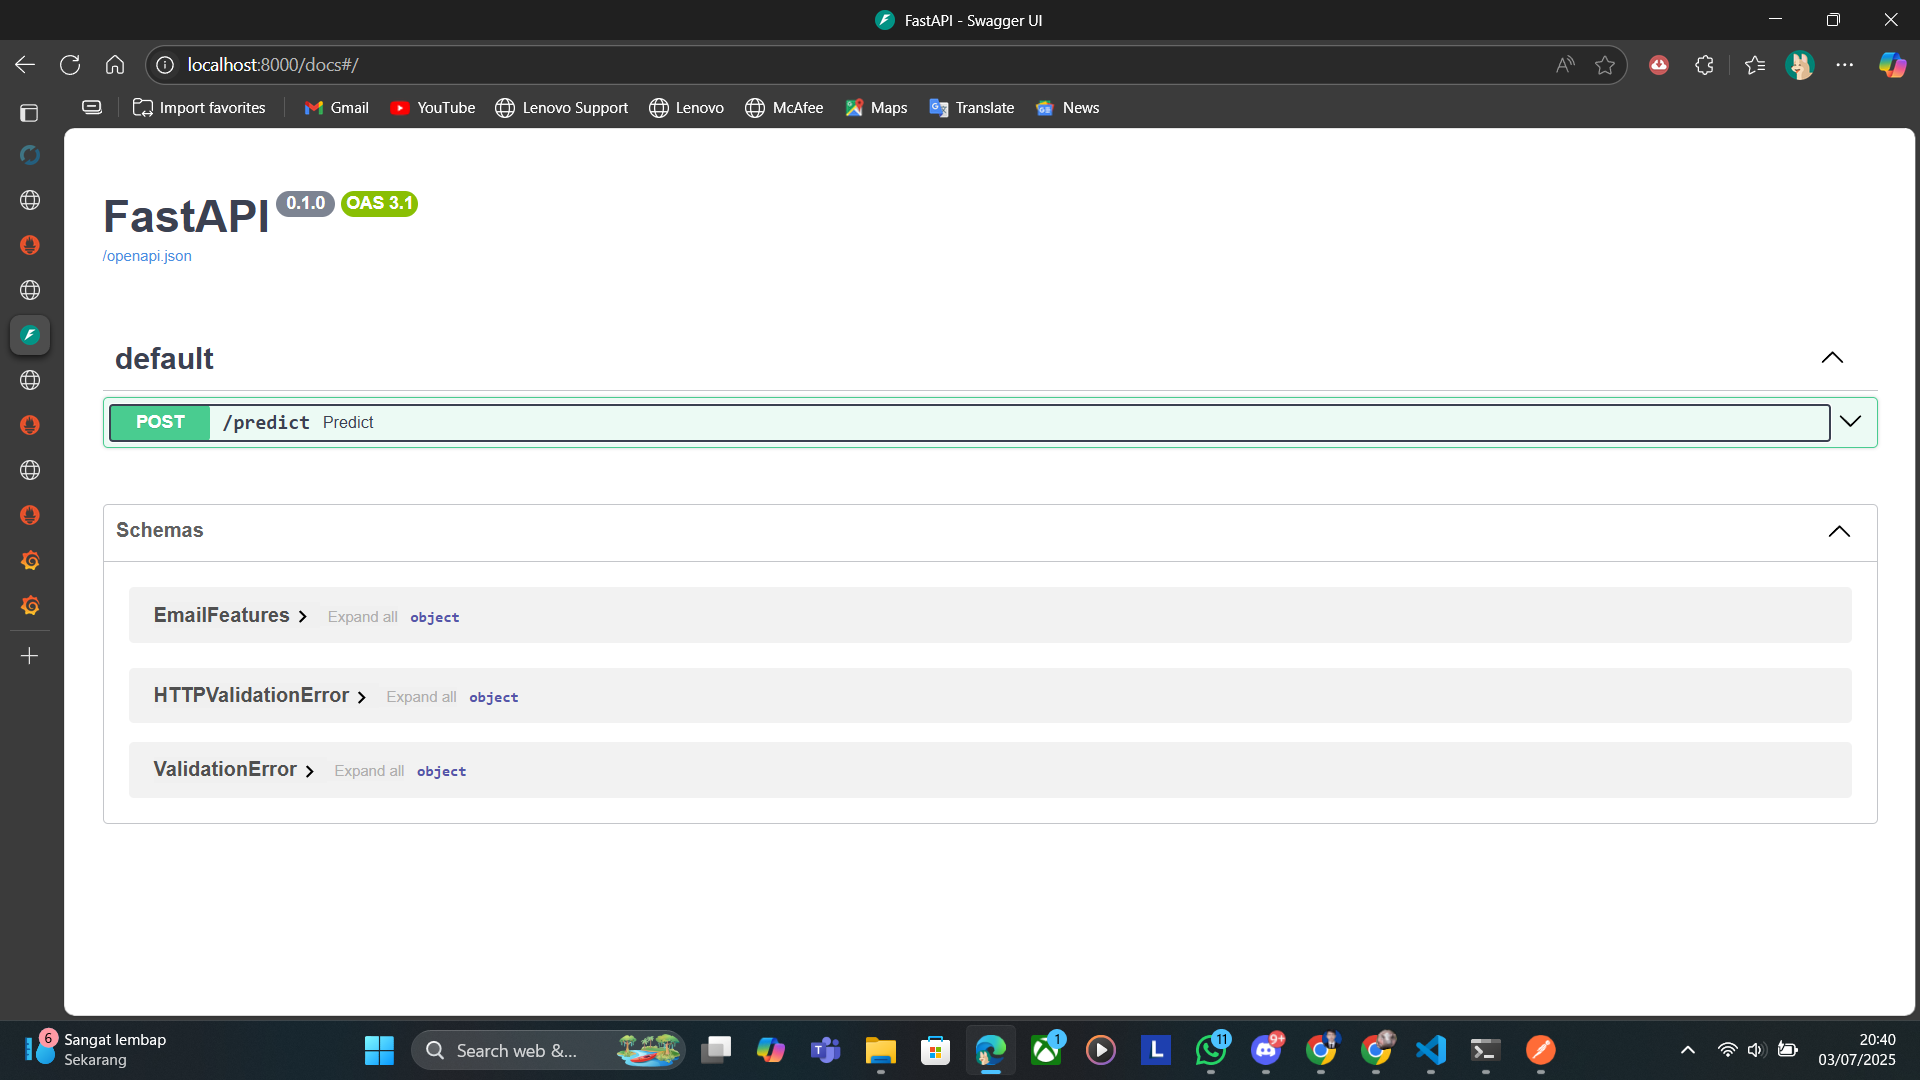 FastAPI - Swagger UI
localhost:8000/docs#/
Import favorites
Gmail
YouTube
Lenovo Support
Lenovo
McAfee
Maps
Translate
News
FastAPI 0.1.0 OAS 3.1
/openapi.json
default
POST /predict Predict
Schemas
EmailFeatures Expand all object
HTTPValidationError Expand all object
ValidationError Expand all object
6
Sangat lembap
Sekarang
Search web &...
1
L
11
9+
20:40
03/07/2025